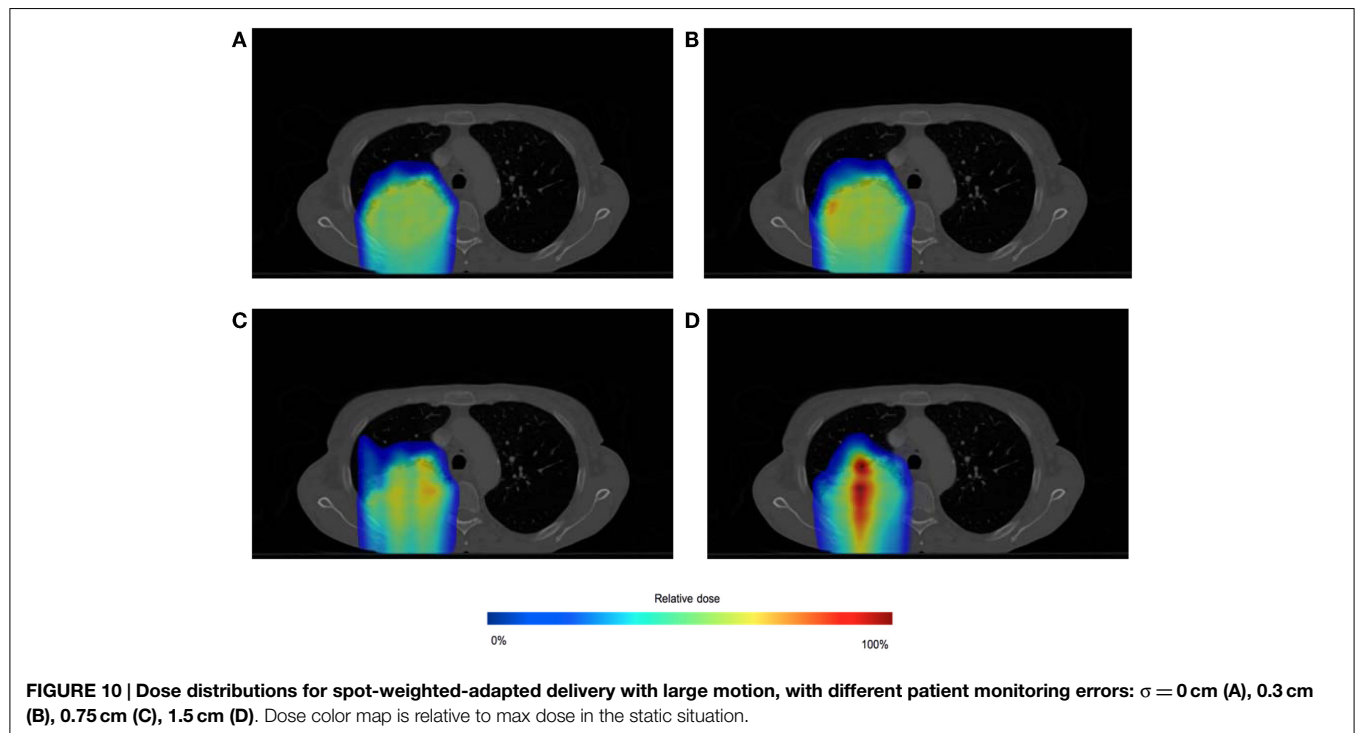 A
B
C
D
Relative dose
0%
100%
FIGURE 10 | Dose distributions for spot-weighted-adapted delivery with large motion, with different patient monitoring errors: σ = 0 cm (A), 0.3 cm
(B), 0.75 cm (C), 1.5 cm (D). Dose color map is relative to max dose in the static situation.